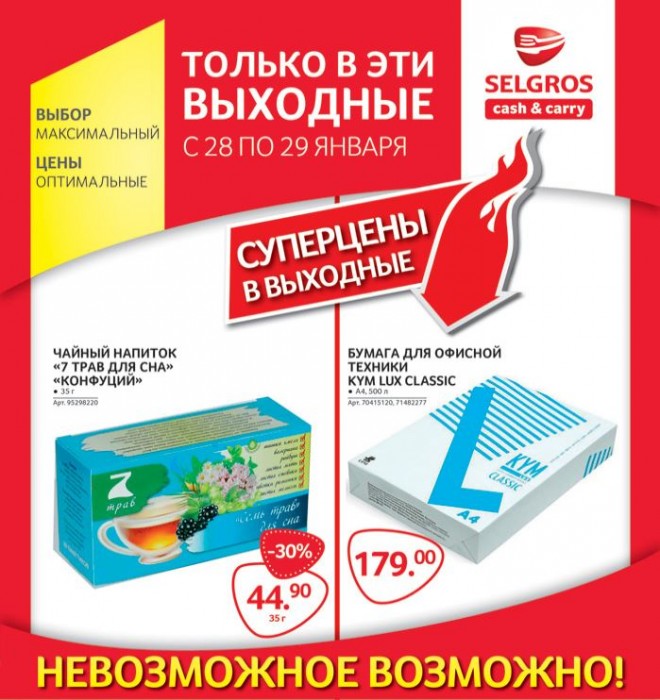 ТОЛЬКО В ЭТИ
ВЫХОДНЫЕ
С 28 ПО 29 ЯНВАРЯ
SELGROS
cash & carry
ВЫБОР
МАКСИМАЛЬНЫЙ
ЦЕНЫ
ОПТИМАЛЬНЫЕ
СУПЕРЦЕНЫ
В ВЫХОДНЫЕ
ЧАЙНЫЙ НАПИТОК
«7 ТРАВ ДЛЯ СНА»
«КОНФУЦИЙ»
• 35 г
Арт. 95298220
7
трав
"семь трав"
для сна
-30%
44.90
35 г
БУМАГА ДЛЯ ОФИСНОЙ
ТЕХНИКИ
KYM LUX CLASSIC
• А4, 500 л
Арт. 70415120, 71482277
KYM
CLASSIC
A4
179.00
НЕВОЗМОЖНОЕ ВОЗМОЖНО!